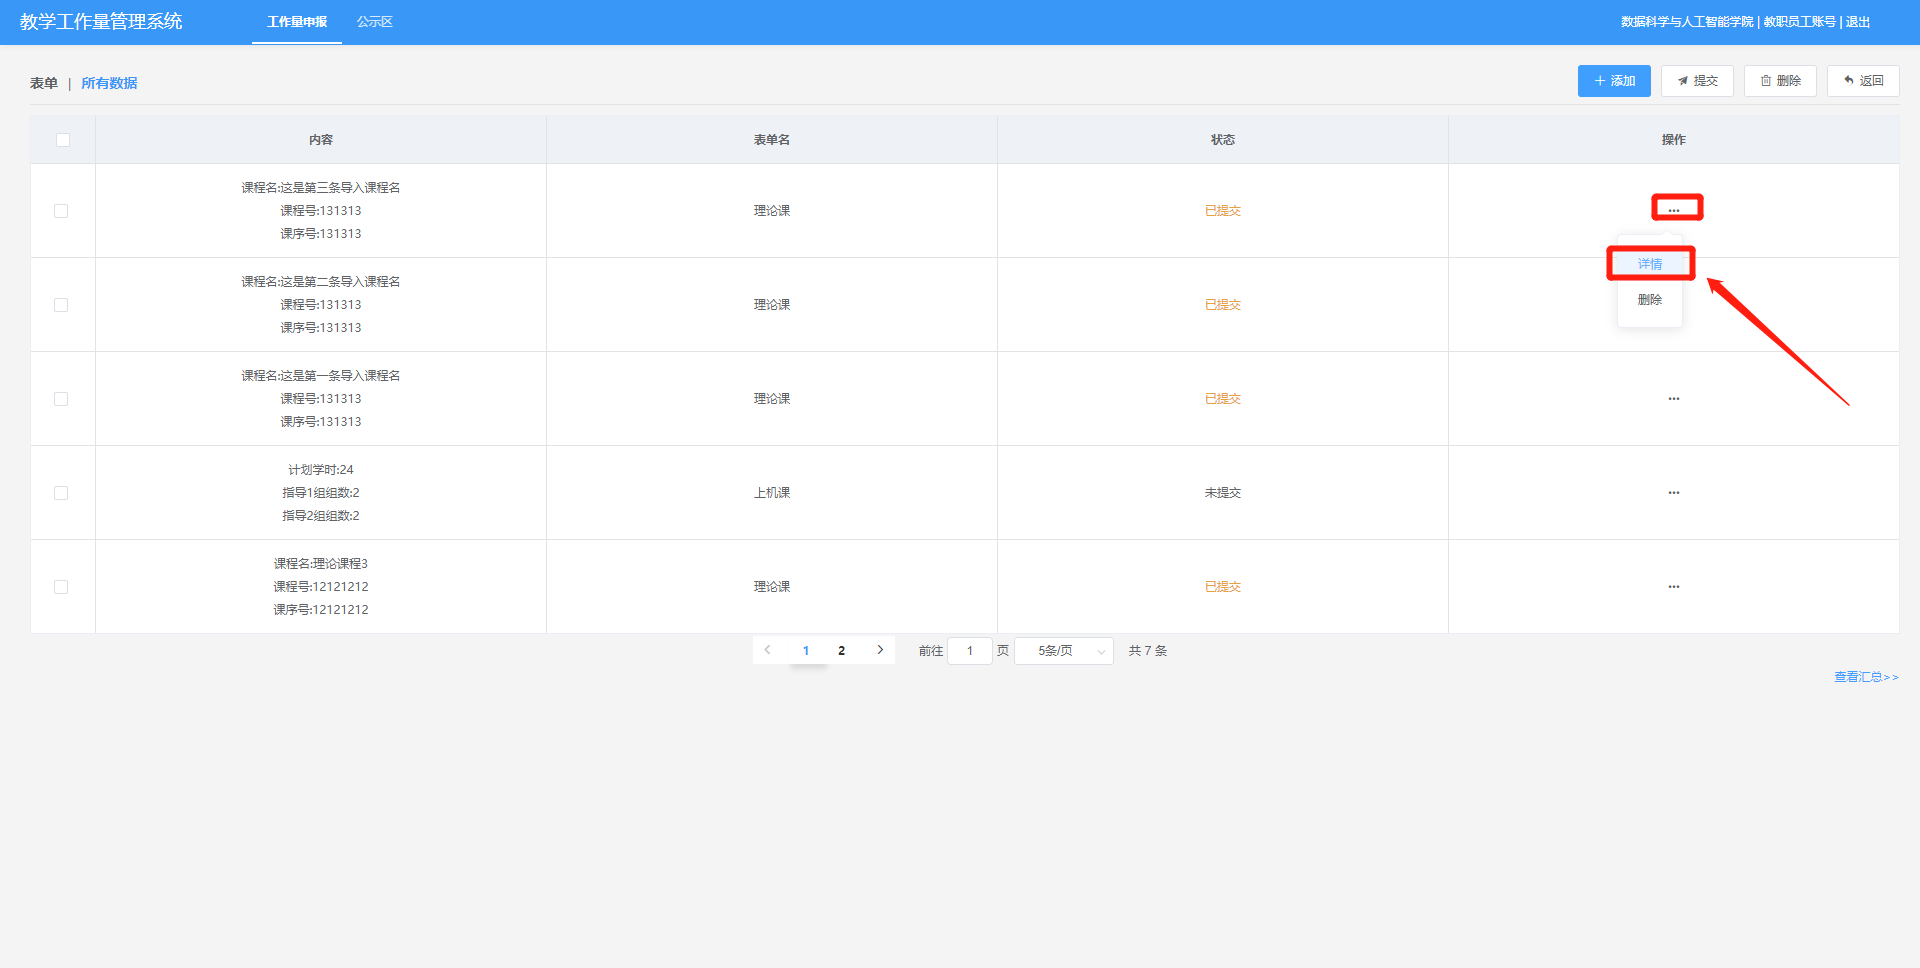 教学工作量管理系统 工作量申报 公示区 数据科学与人工智能学院 | 教职员工账号 | 退出
表单 | 所有数据 添加 提交 删除 返回
内容 表单名 状态 操作
课程名:这是第三条导入课程名
课程号:131313 理论课 已提交 ...
课序号:131313
详情
课程名:这是第二条导入课程名
课程号:131313 理论课 已提交 删除
课序号:131313
课程名:这是第一条导入课程名
课程号:131313 理论课 已提交 ...
课序号:131313
计划学时:24
指导1组组数:2 上机课 未提交 ...
指导2组组数:2
课程名:理论课程3
课程号:12121212 理论课 已提交 ...
课序号:12121212
< 1 2 > 前往 1 页 5条/页 共 7 条
查看汇总>>